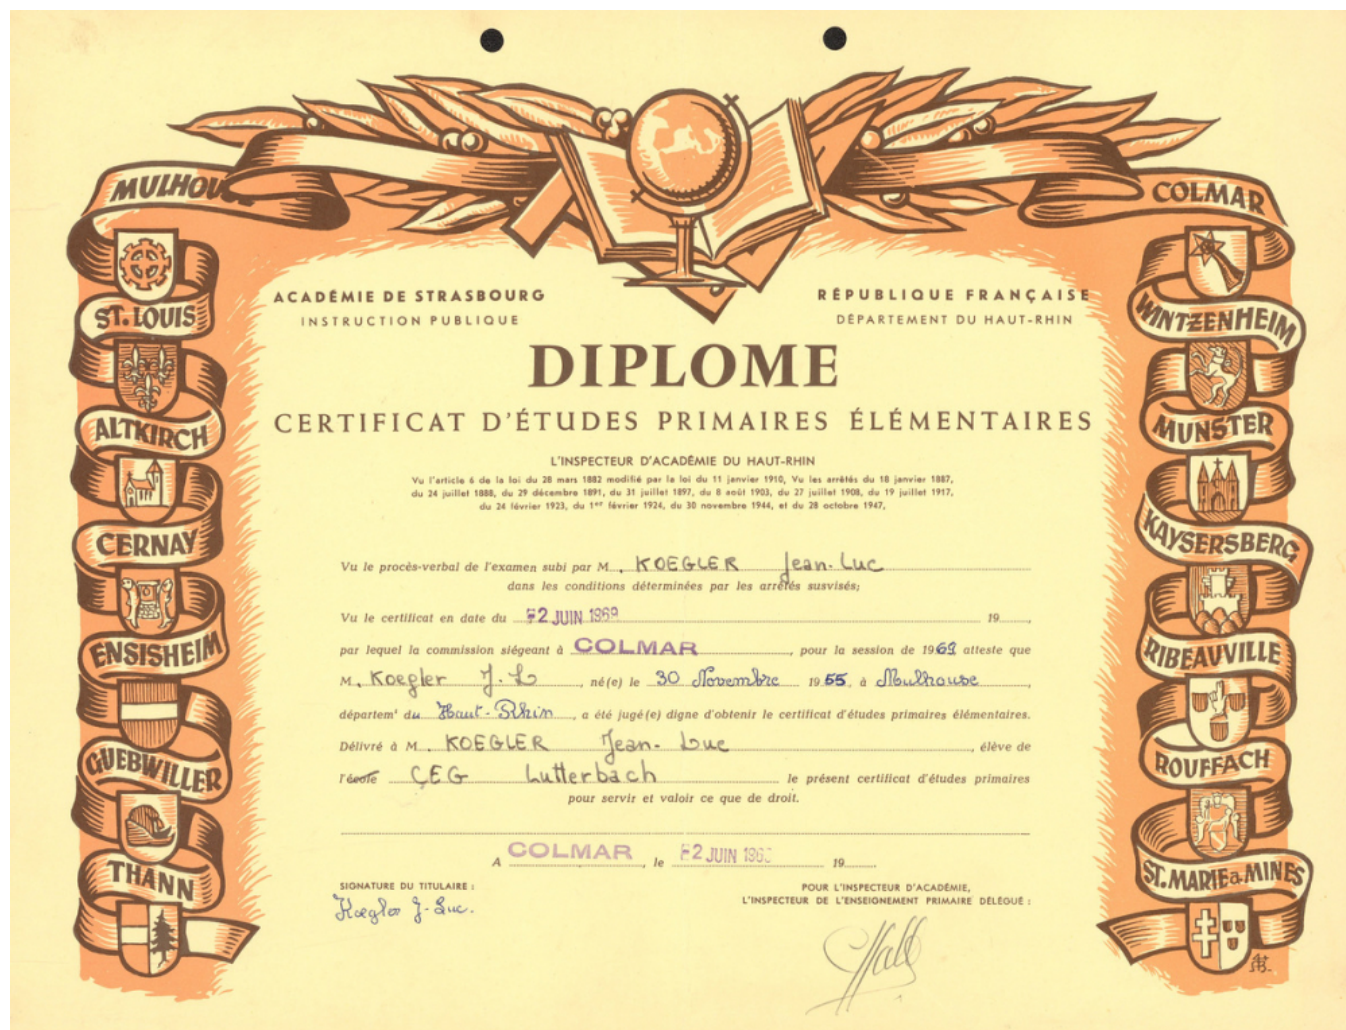 MULHOUSE
COLMAR
ST. LOUIS
WINTZENHEIM
ALTKIRCH
MUNSTER
CERNAY
KAYSERSBERG
ENSISHEIM
RIBEAUVILLE
GUEBWILLER
ROUFFACH
THANN
ST. MARIE a. MINES
ACADÉMIE DE STRASBOURG
INSTRUCTION PUBLIQUE
RÉPUBLIQUE FRANÇAISE
DÉPARTEMENT DU HAUT-RHIN
DIPLOME
CERTIFICAT D'ÉTUDES PRIMAIRES ÉLÉMENTAIRES
L'INSPECTEUR D'ACADÉMIE DU HAUT-RHIN
Vu l'article 6 de la loi du 28 mars 1882 modifié par la loi du 11 janvier 1910, Vu les arrêtés du 18 janvier 1887,
du 24 juillet 1888, du 29 décembre 1891, du 31 juillet 1897, du 8 août 1903, du 27 juillet 1908, du 19 juillet 1917,
du 24 février 1923, du 1er février 1924, du 30 novembre 1944, et du 28 octobre 1947,
Vu le procès-verbal de l'examen subi par M. KOEGLER Jean-Luc
dans les conditions déterminées par les arrêtés susvisés;
Vu le certificat en date du 2 JUIN 1969 19
par lequel la commission siégeant à COLMAR, pour la session de 1969 atteste que
M. Koegler J.L, né(e) le 30 Novembre 1955, à Mulhouse,
départemt du Haut-Rhin, a été jugé(e) digne d'obtenir le certificat d'études primaires élémentaires.
Délivré à M. KOEGLER Jean-Luc, élève de
l'école CEG Lutterbach le présent certificat d'études primaires
pour servir et valoir ce que de droit.
A COLMAR, le 2 JUIN 19
SIGNATURE DU TITULAIRE :
Koegler J-Luc.
POUR L'INSPECTEUR D'ACADÉMIE,
L'INSPECTEUR DE L'ENSEIGNEMENT PRIMAIRE DÉLÉGUÉ :